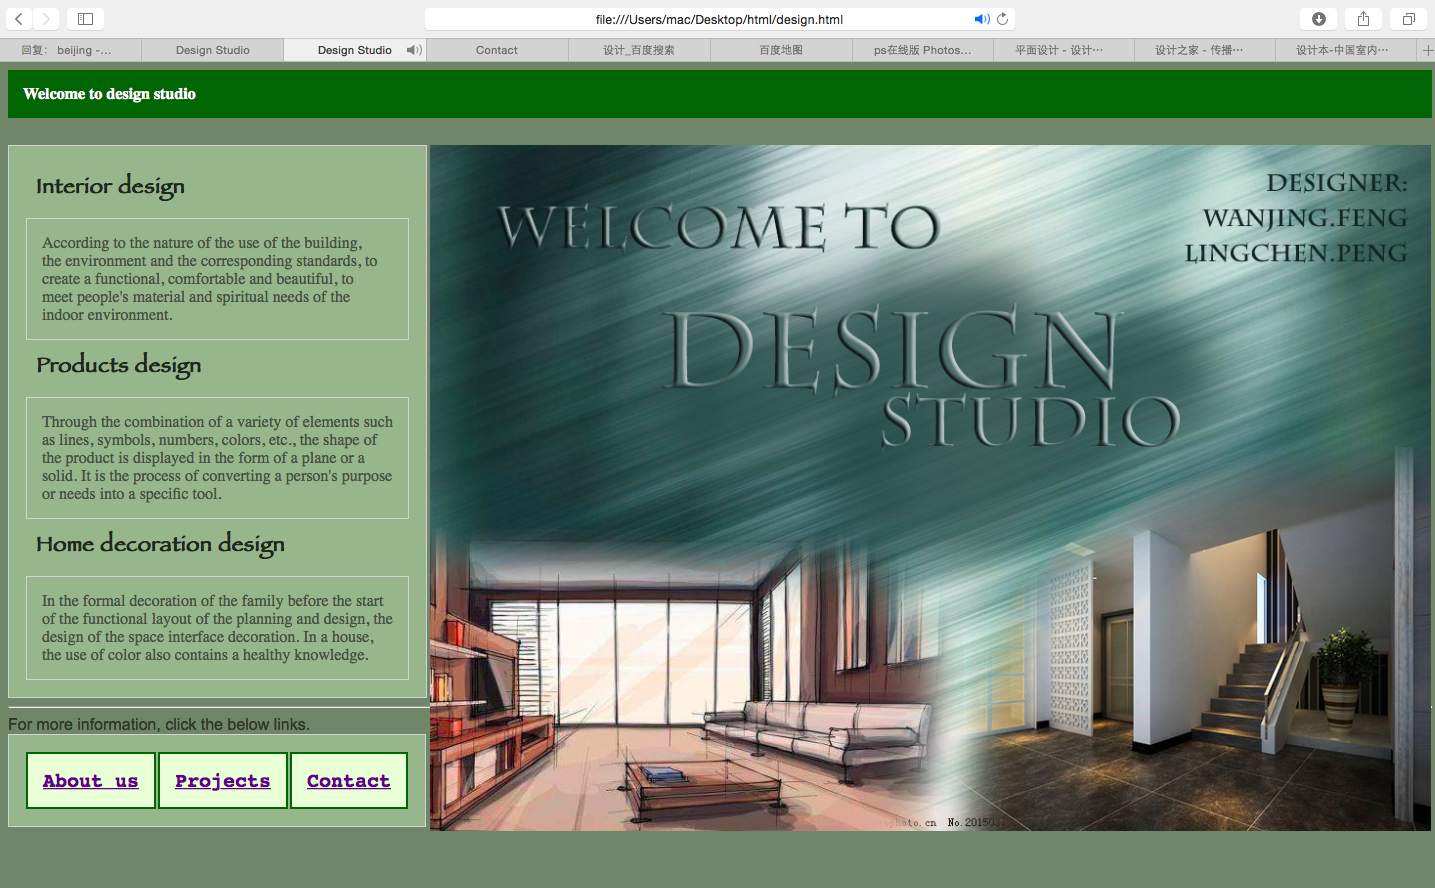 file:///Users/mac/Desktop/html/design.html
回复： beijing -...
Design Studio
Design Studio
Contact
设计_百度搜索
百度地图
ps在线版 Photos...
平面设计 - 设计...
设计之家 - 传播...
设计本-中国室内...
Welcome to design studio
Interior design
According to the nature of the use of the building,
the environment and the corresponding standards, to
create a functional, comfortable and beautiful, to
meet people's material and spiritual needs of the
indoor environment.
Products design
Through the combination of a variety of elements such
as lines, symbols, numbers, colors, etc., the shape of
the product is displayed in the form of a plane or a
solid. It is the process of converting a person's purpose
or needs into a specific tool.
Home decoration design
In the formal decoration of the family before the start
of the functional layout of the planning and design, the
design of the space interface decoration. In a house,
the use of color also contains a healthy knowledge.
For more information, click the below links.
About us
Projects
Contact
WELCOME TO
DESIGN
STUDIO
DESIGNER:
WANJING.FENG
LINGCHEN.PENG